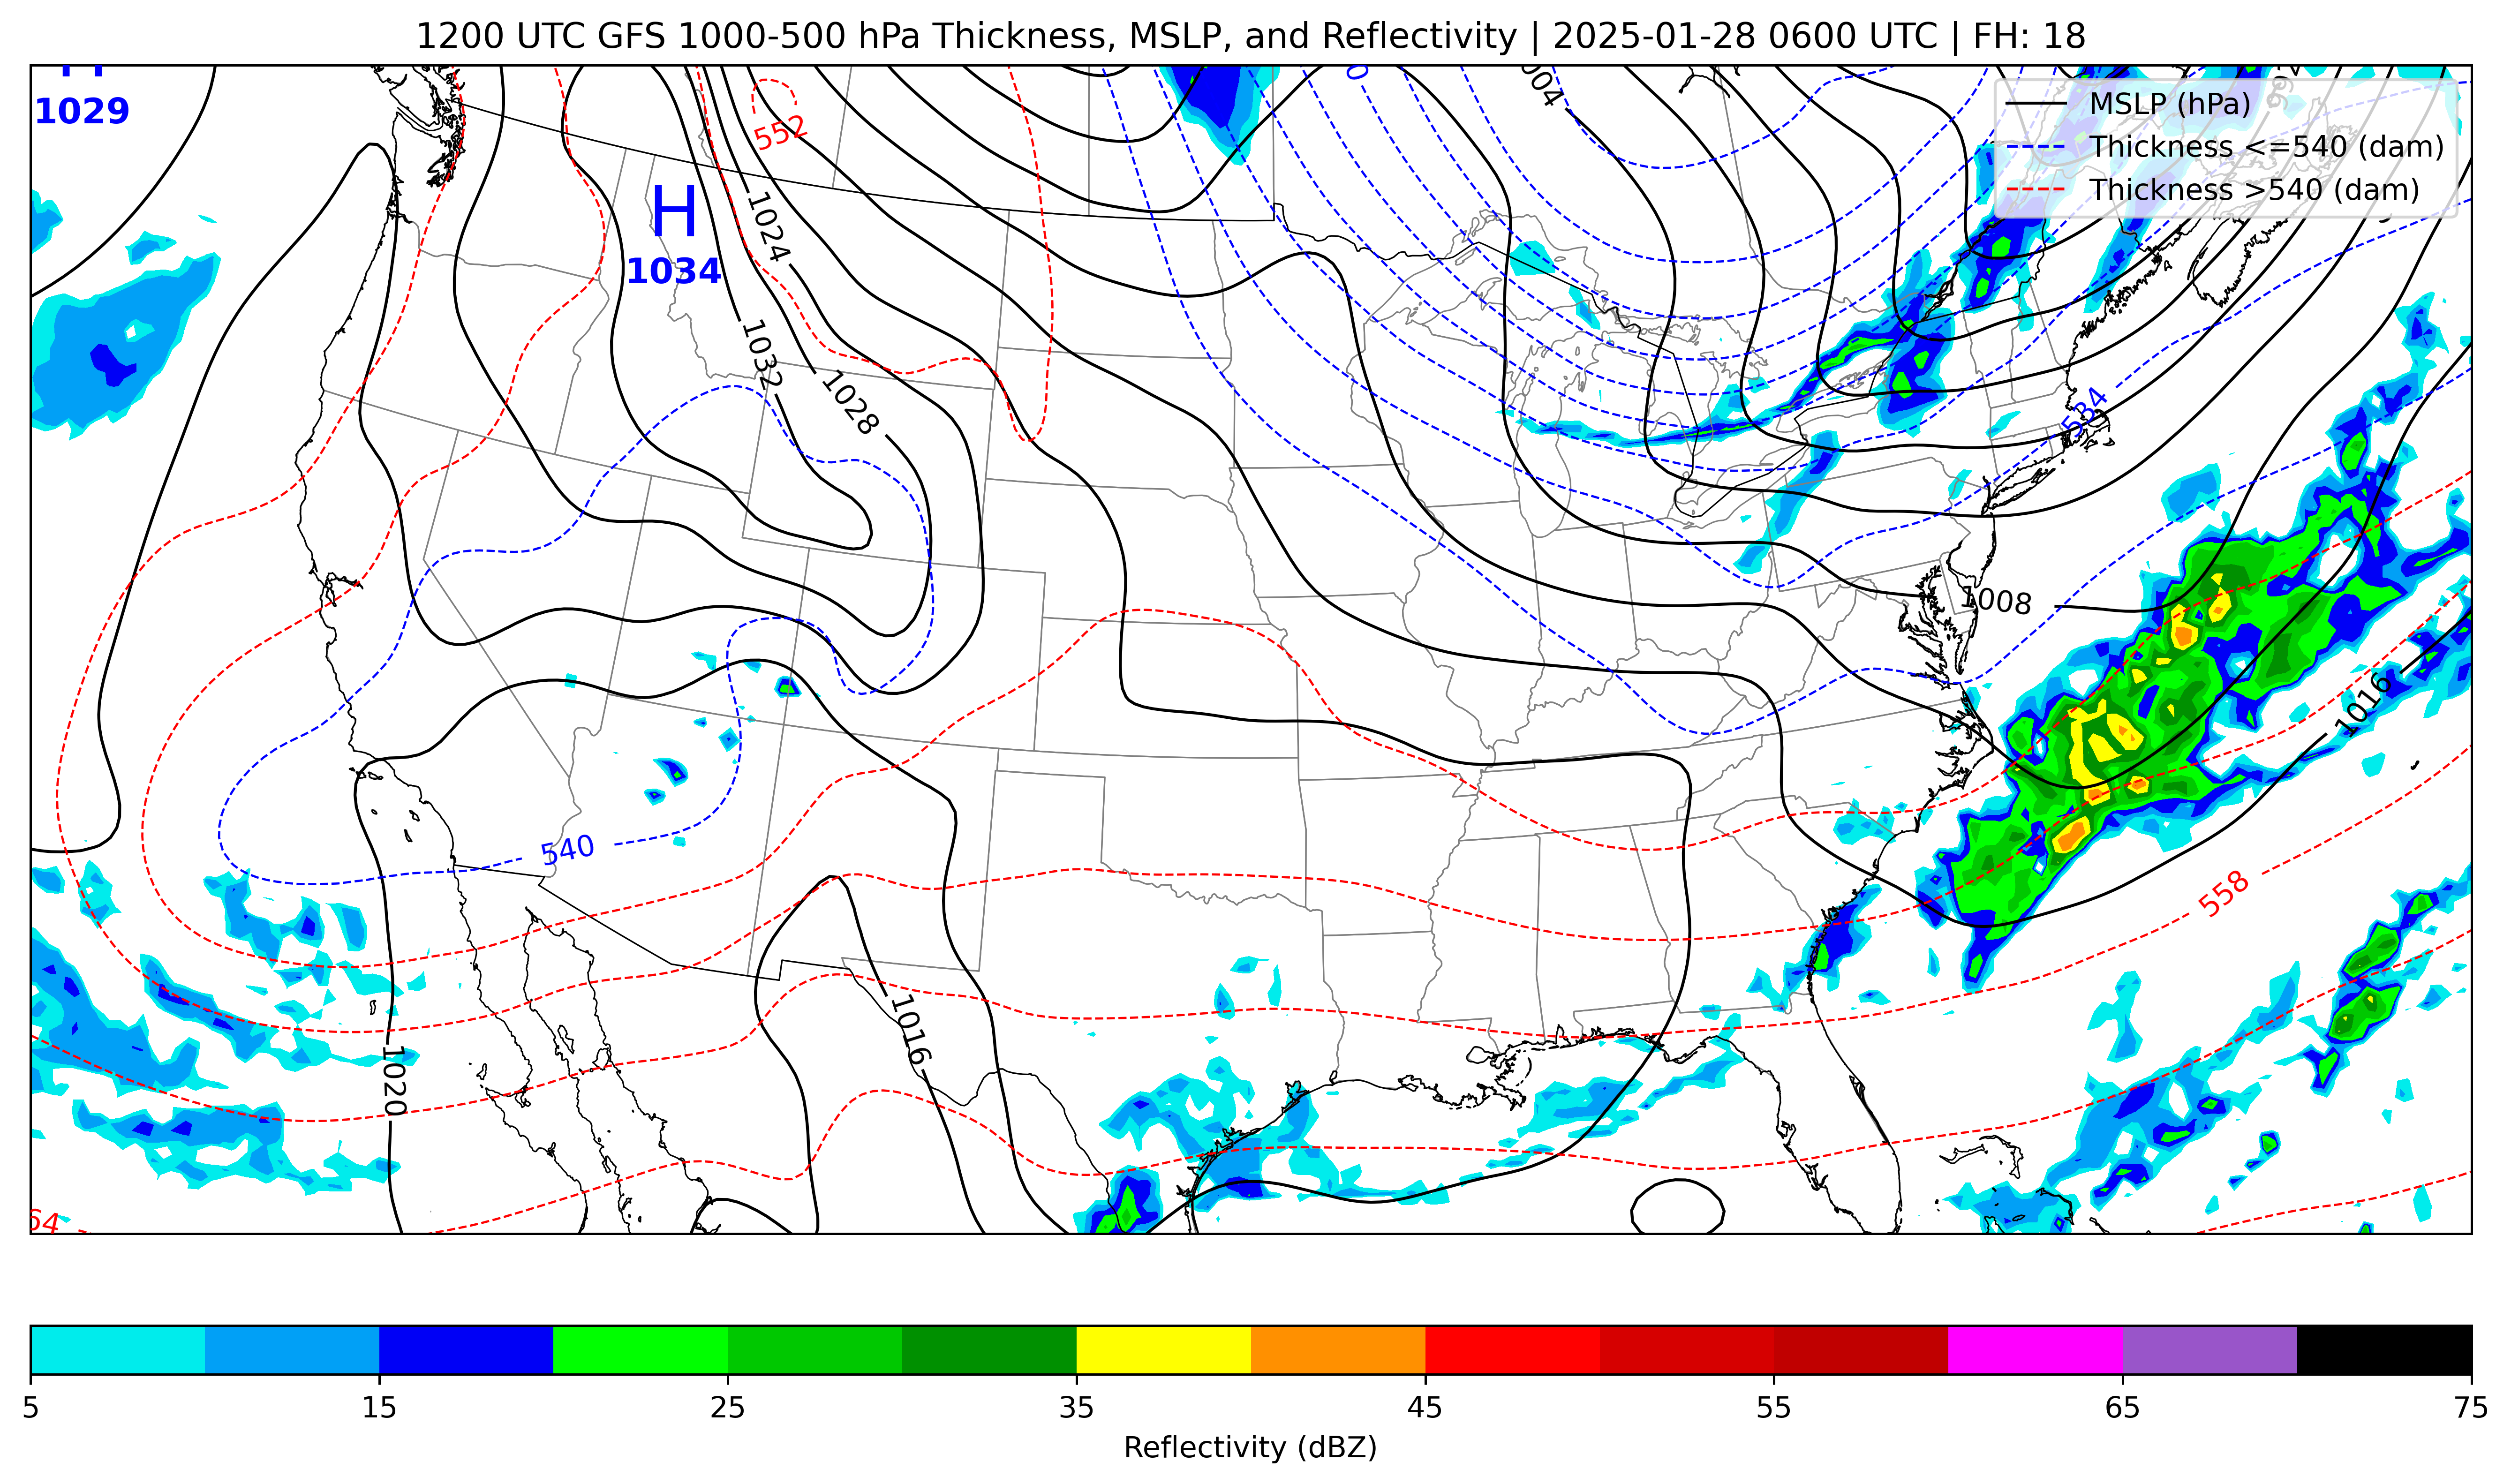 1200 UTC GFS 1000-500 hPa Thickness, MSLP, and Reflectivity | 2025-01-28 0600 UTC | FH: 18
1029
MSLP (hPa)
Thickness <=540 (dam)
Thickness >540 (dam)
552
1004
H
1034
1024
1032
1028
534
1008
1016
540
558
1016
1020
5 15 25 35 45 55 65 75
Reflectivity (dBZ)